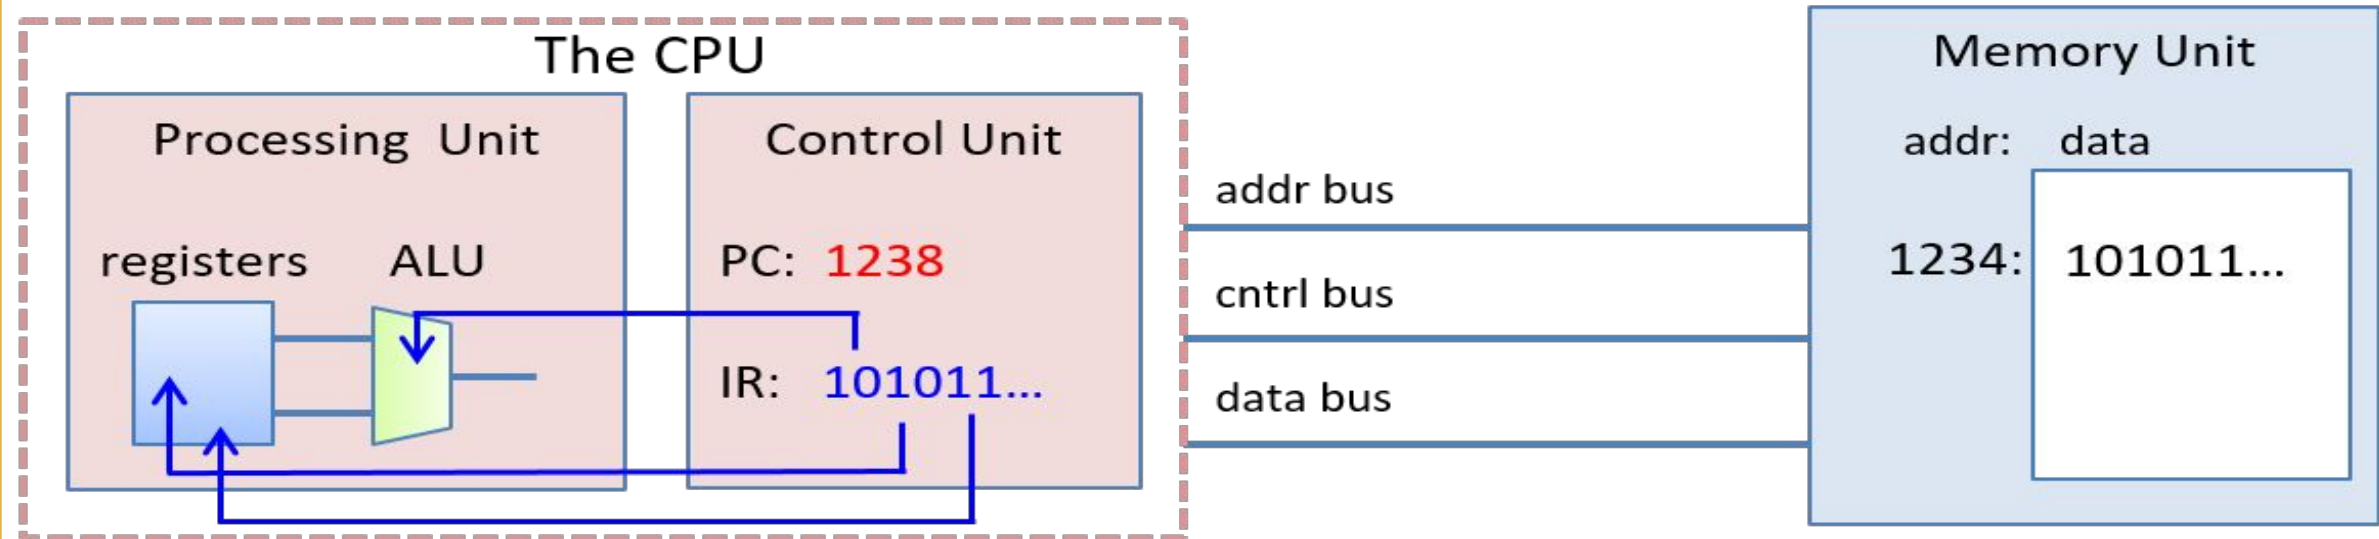 The CPU
Processing Unit
registers
ALU
Control Unit
PC: 1238
IR: 101011...
addr bus
cntrl bus
data bus
Memory Unit
addr: data
1234: 101011...